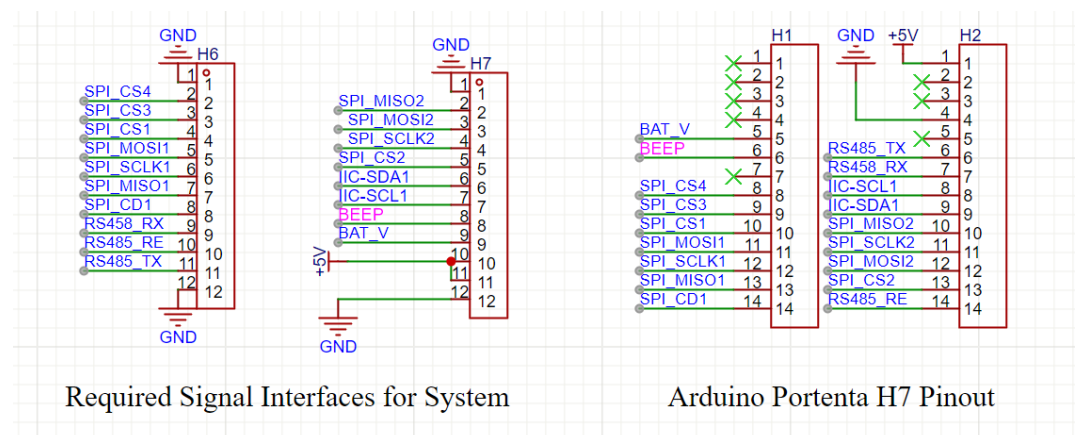 GND
H6
1 1
SPI_CS4 2 2
SPI_CS3 3 3
SPI_CS1 4 4
SPI_MOSI1 5 5
SPI_SCLK1 6 6
SPI_MISO1 7 7
SPI_CD1 8 8
RS458_RX 9 9
RS485_RE 10 10
RS485_TX 11 11
12 12
GND
GND
H7
1 1
SPI_MISO2 2 2
SPI_MOSI2 3 3
SPI_SCLK2 4 4
SPI_CS2 5 5
IIC-SDA1 6 6
IIC-SCL1 7 7
BEEP 8 8
BAT_V 9 9
+5V 10 10
11 11
12 12
GND
Required Signal Interfaces for System
H1
1 1
2 2
3 3
4 4
BAT_V 5 5
BEEP 6 6
7 7
SPI_CS4 8 8
SPI_CS3 9 9
SPI_CS1 10 10
SPI_MOSI1 11 11
SPI_SCLK1 12 12
SPI_MISO1 13 13
SPI_CD1 14 14
GND +5V H2
1 1
2 2
3 3
4 4
5 5
RS485_TX 6 6
RS458_RX 7 7
IIC-SCL1 8 8
IIC-SDA1 9 9
SPI_MISO2 10 10
SPI_SCLK2 11 11
SPI_MOSI2 12 12
SPI_CS2 13 13
RS485_RE 14 14
Arduino Portenta H7 Pinout